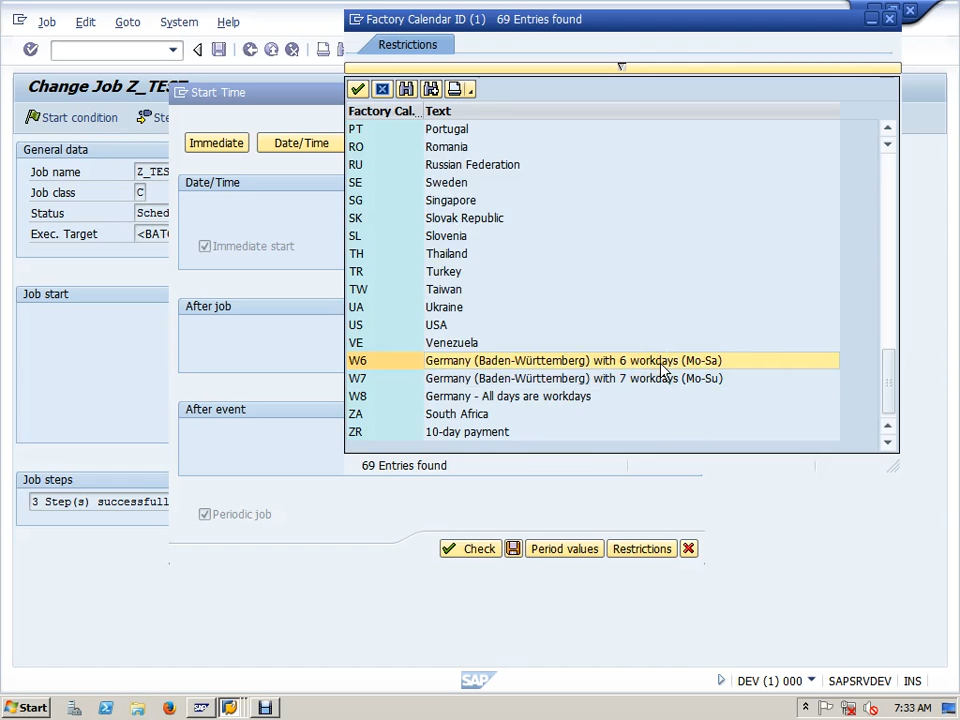 Job Edit Goto System Help
Factory Calendar ID (1) 69 Entries found
Restrictions
Change Job Z_TEST
Start Time
Start condition
Immediate
Date/Time
General data
Job name Z_TES
Job class C
Status Sched
Exec. Target <BAT
Date/Time
Immediate start
Job start
After job
After event
Job steps
3 Step(s) successfull
Periodic job
Factory Cal... Text
PT Portugal
RO Romania
RU Russian Federation
SE Sweden
SG Singapore
SK Slovak Republic
SL Slovenia
TH Thailand
TR Turkey
TW Taiwan
UA Ukraine
US USA
VE Venezuela
W6 Germany (Baden-Württemberg) with 6 workdays (Mo-Sa)
W7 Germany (Baden-Württemberg) with 7 workdays (Mo-Su)
W8 Germany - All days are workdays
ZA South Africa
ZR 10-day payment
69 Entries found
Check Period values Restrictions
SAP DEV (1) 000 SAPSRVDEV INS
Start 7:33 AM